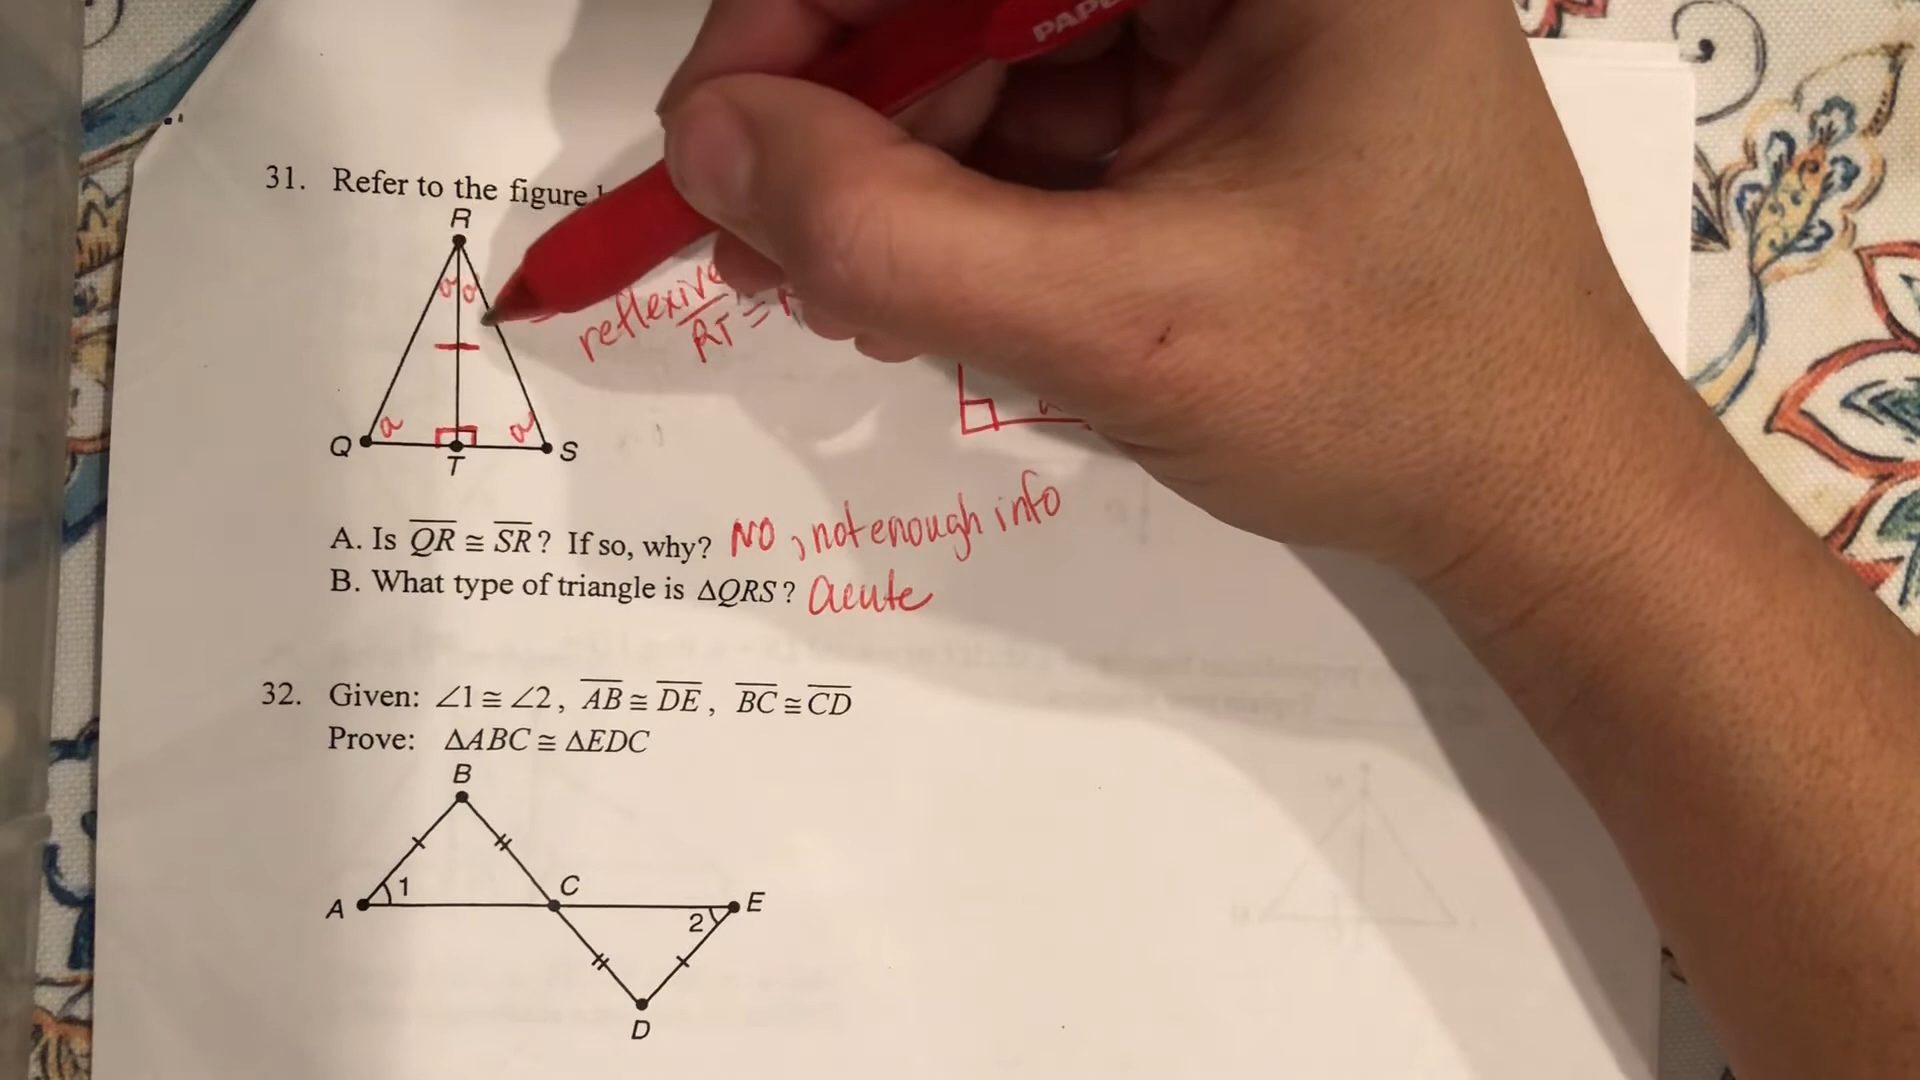 PAPE
31. Refer to the figure
R
reflexive
RT ≅
a a
Q T S
A. Is QR ≅ SR? If so, why? NO, not enough info
B. What type of triangle is ΔQRS? acute
32. Given: ∠1 ≅ ∠2, AB ≅ DE, BC ≅ CD
Prove: ΔABC ≅ ΔEDC
B
A 1 C E
2
D